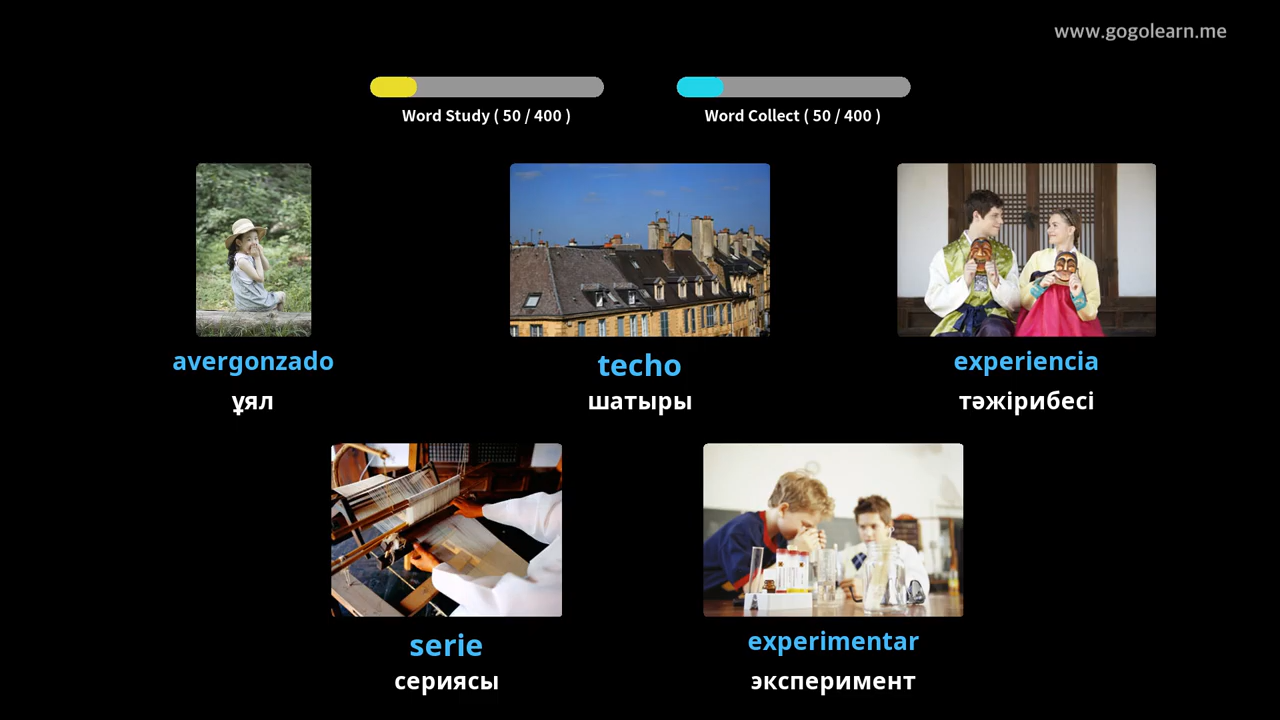 www.gogolearn.me
Word Study ( 50 / 400 )
Word Collect ( 50 / 400 )
avergonzado
ұял
techo
шатыры
experiencia
тәжірибесі
serie
сериясы
experimentar
эксперимент